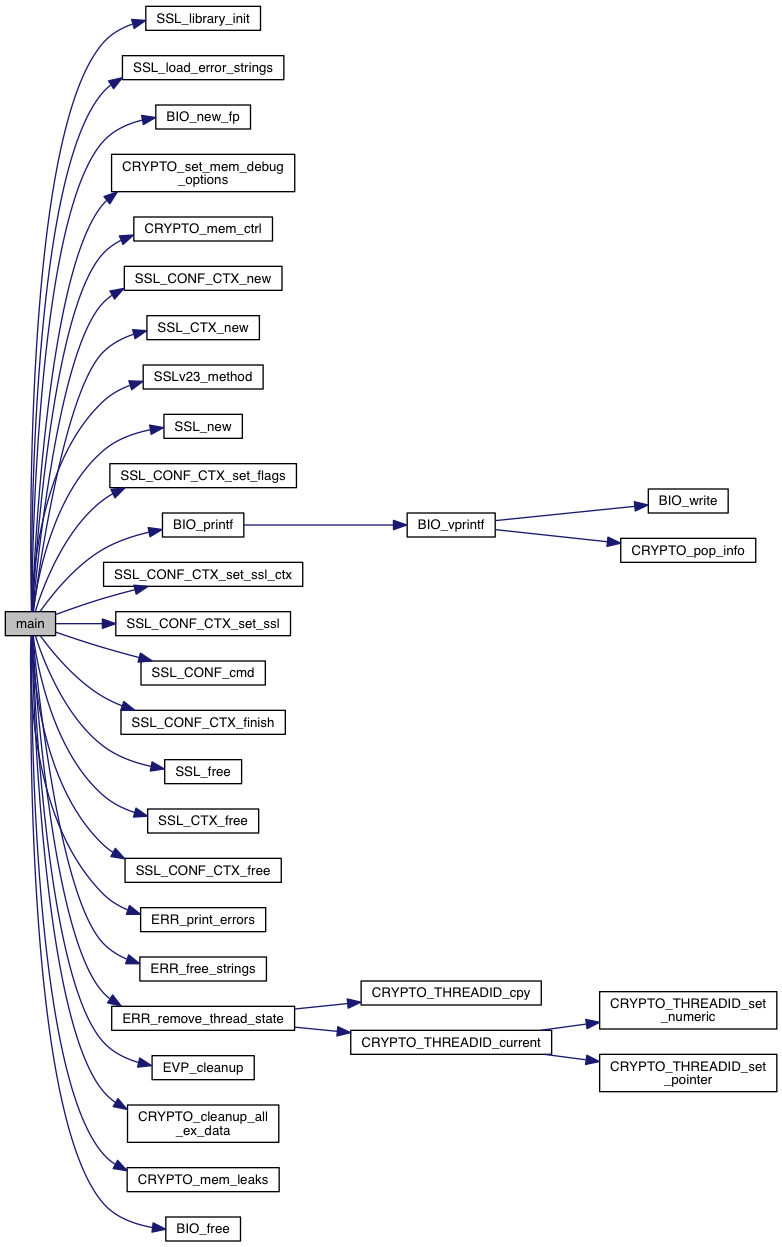 SSL_library_init
SSL_load_error_strings
BIO_new_fp
CRYPTO_set_mem_debug
_options
CRYPTO_mem_ctrl
SSL_CONF_CTX_new
SSL_CTX_new
SSLv23_method
SSL_new
SSL_CONF_CTX_set_flags
BIO_printf
BIO_vprintf
BIO_write
CRYPTO_pop_info
SSL_CONF_CTX_set_ssl_ctx
main
SSL_CONF_CTX_set_ssl
SSL_CONF_cmd
SSL_CONF_CTX_finish
SSL_free
SSL_CTX_free
SSL_CONF_CTX_free
ERR_print_errors
ERR_free_strings
ERR_remove_thread_state
CRYPTO_THREADID_cpy
CRYPTO_THREADID_current
CRYPTO_THREADID_set
_numeric
CRYPTO_THREADID_set
_pointer
EVP_cleanup
CRYPTO_cleanup_all
_ex_data
CRYPTO_mem_leaks
BIO_free